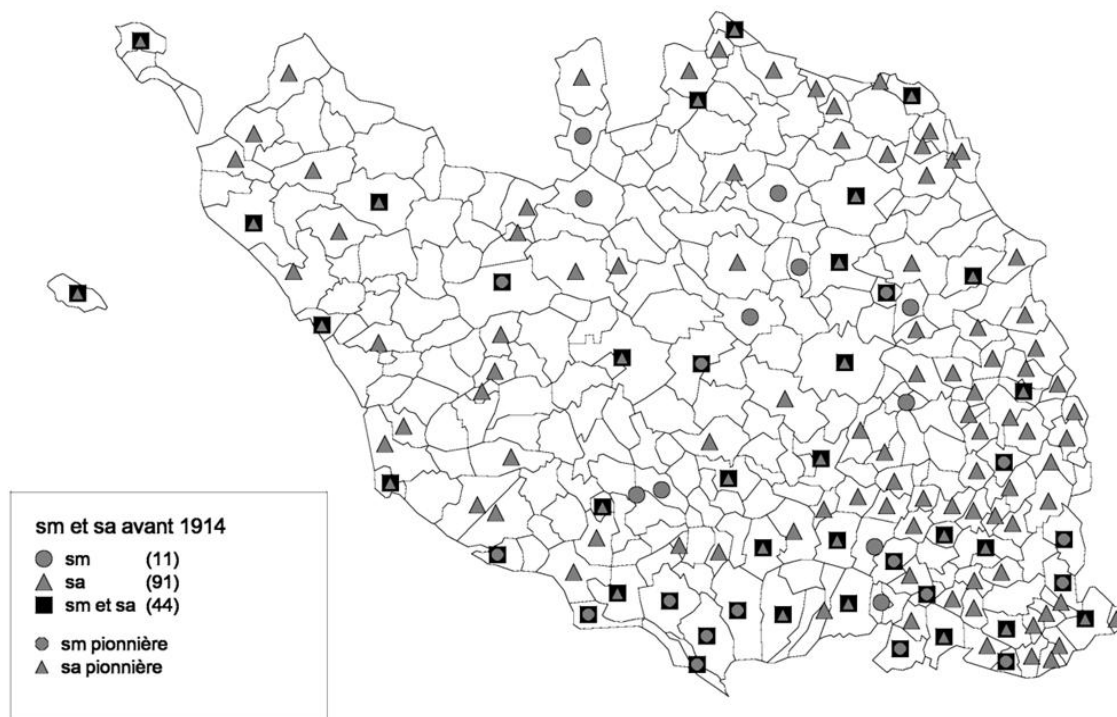 sm et sa avant 1914
sm (11)
sa (91)
sm et sa (44)
sm pionnière
sa pionnière